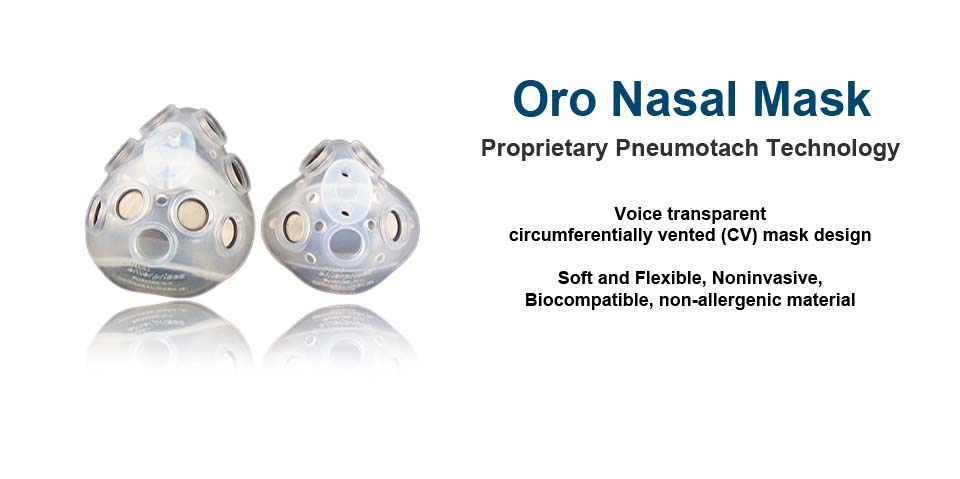 Oro Nasal Mask
Proprietary Pneumotach Technology
Voice transparent
circumferentially vented (CV) mask design
Soft and Flexible, Noninvasive,
Biocompatible, non-allergenic material